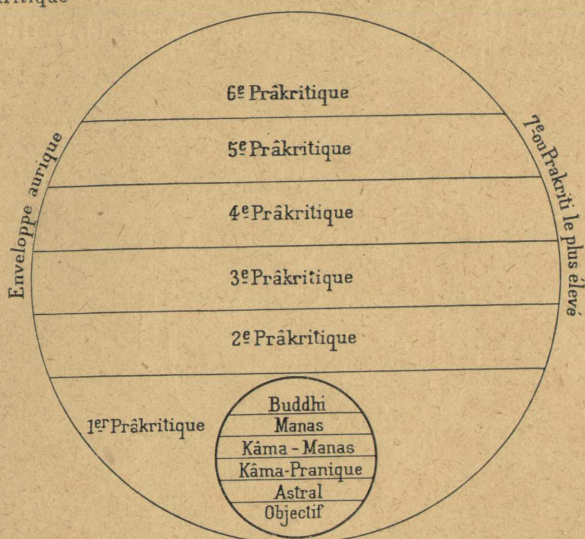 6e Prâkritique
5e Prâkritique
4e Prâkritique
3e Prâkritique
2e Prâkritique
1er Prâkritique
Enveloppe aurique
7e ou Prakriti le plus élevé
Buddhi
Manas
Kâma - Manas
Kâma-Pranique
Astral
Objectif